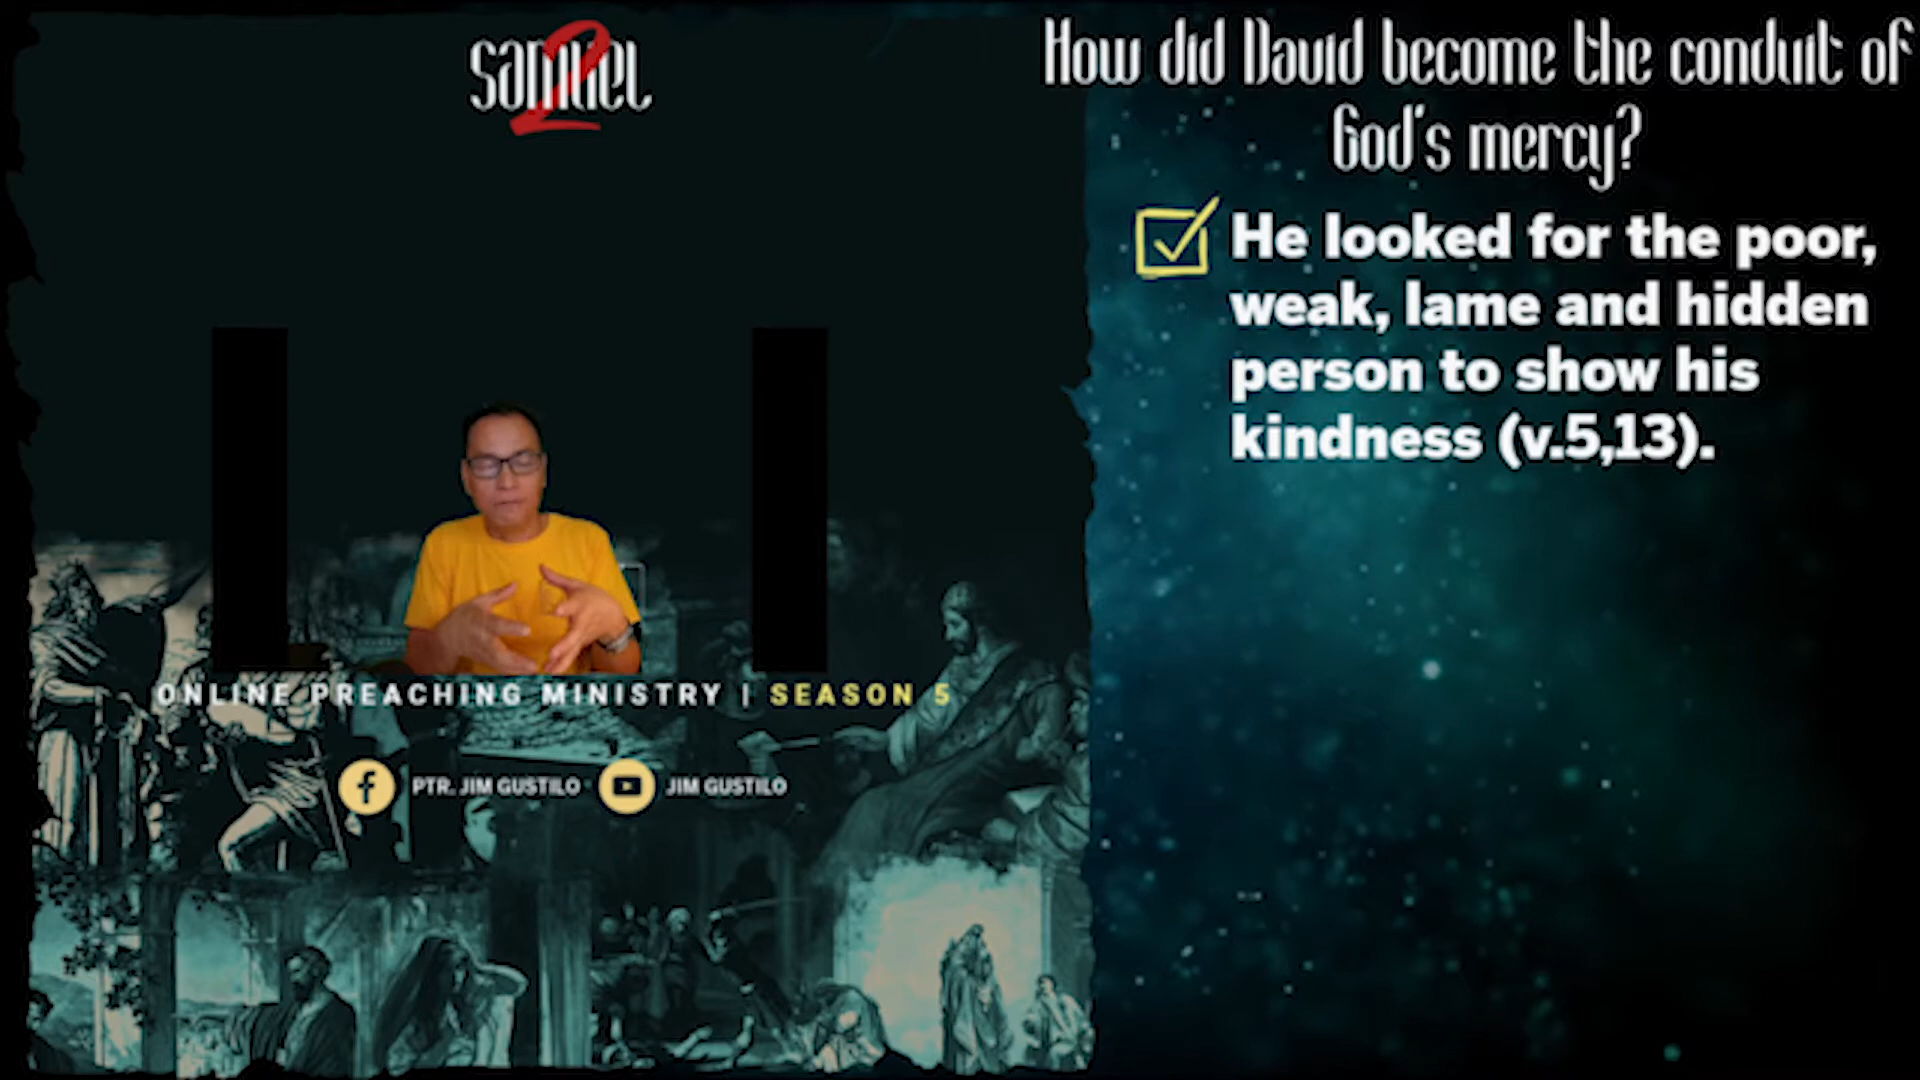 Samuel
2
How did David become the conduit of
God's mercy?
He looked for the poor,
weak, lame and hidden
person to show his
kindness (v.5,13).
ONLINE PREACHING MINISTRY | SEASON 5
PTR. JIM GUSTILO JIM GUSTILO